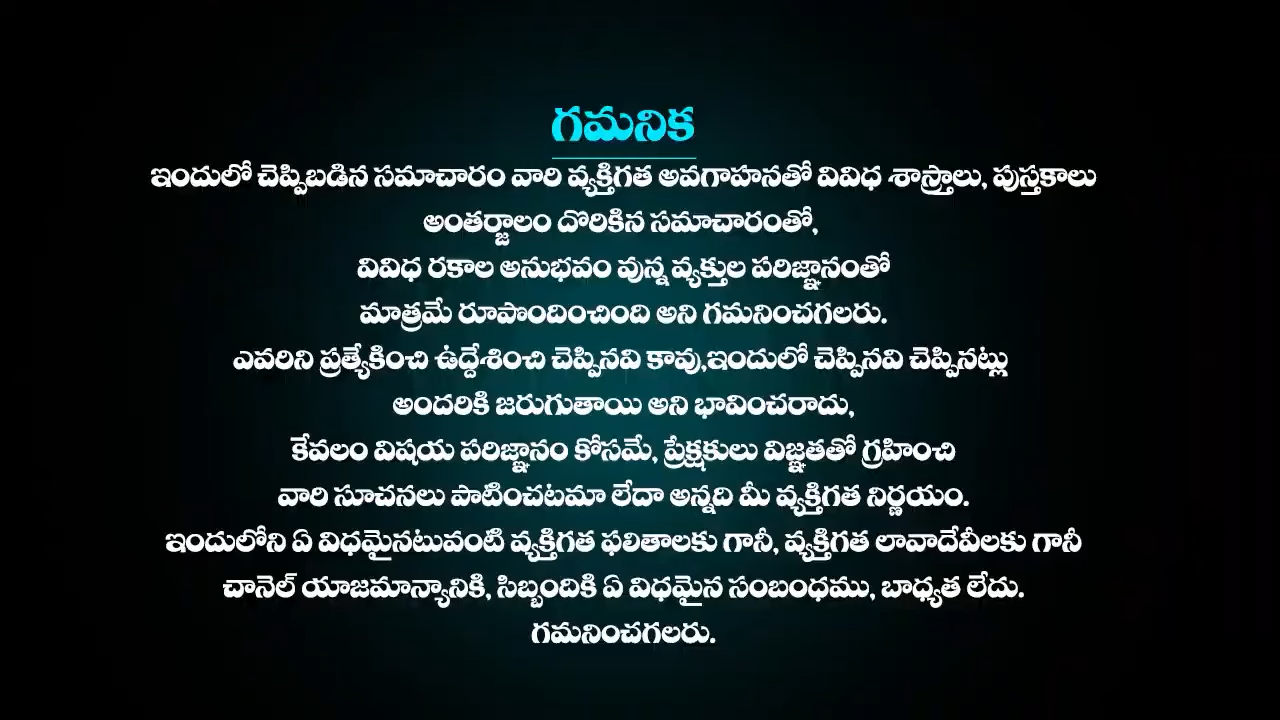 గమనిక
ఇందులో చెప్పిబడిన సమాచారం వారి వ్యక్తిగత అవగాహనతో వివిధ శాస్త్రాలు, పుస్తకాలు
అంతర్జాలం దొరికిన సమాచారంతో,
వివిధ రకాల అనుభవం వున్న వ్యక్తుల పరిజ్ఞానంతో
మాత్రమే రూపొందించింది అని గమనించగలరు.
ఎవరిని ప్రత్యేకించి ఉద్దేశించి చెప్పినవి కావు,ఇందులో చెప్పినవి చెప్పినట్లు
అందరికి జరుగుతాయి అని భావించరాదు,
కేవలం విషయ పరిజ్ఞానం కోసమే, ప్రేక్షకులు విజ్ఞతతో గ్రహించి
వారి సూచనలు పాటించటమా లేదా అన్నది మీ వ్యక్తిగత నిర్ణయం.
ఇందులోని ఏ విధమైనటువంటి వ్యక్తిగత ఫలితాలకు గానీ, వ్యక్తిగత లావాదేవీలకు గానీ
చానెల్ యాజమాన్యానికి, సిబ్బందికి ఏ విధమైన సంబంధము, బాధ్యత లేదు.
గమనించగలరు.